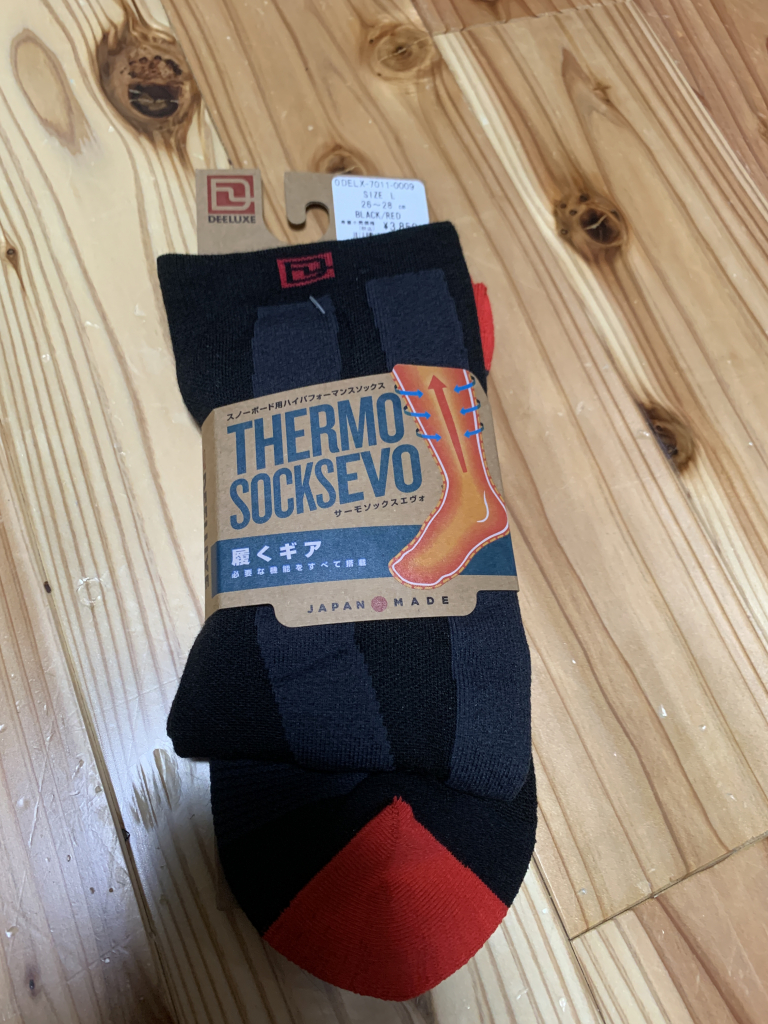 DEELUXE
ODELX-7011-0009
SIZE L
26～28 cm
BLACK/RED
スノーボード用ハイパフォーマンスソックス
THERMO
SOCKSEVO
サーモソックスエヴォ
履くギア
必要な機能をすべて搭載
JAPAN MADE